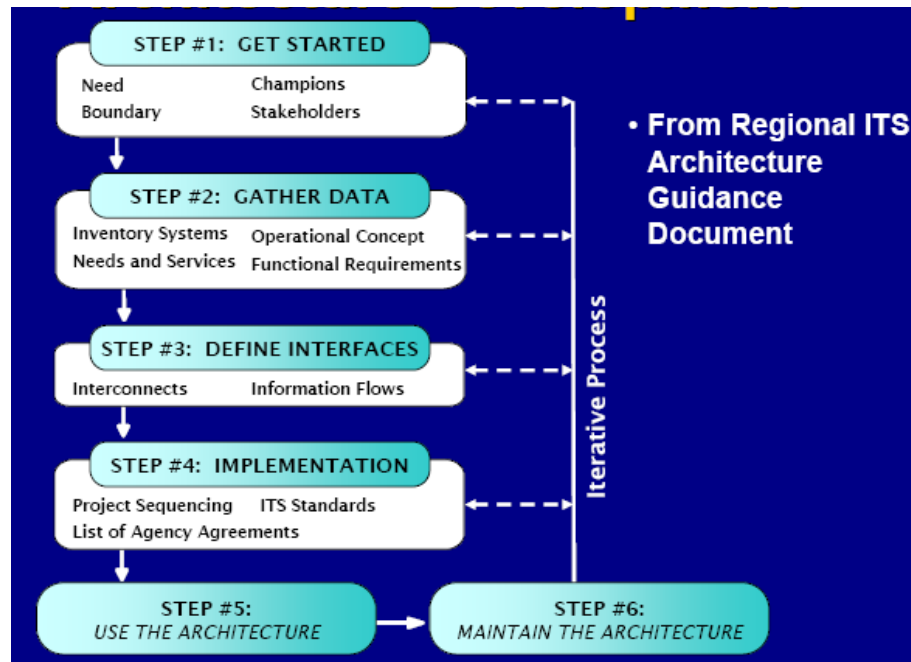 STEP #1: GET STARTED
Need
Champions
Boundary
Stakeholders
STEP #2: GATHER DATA
Inventory Systems
Operational Concept
Needs and Services
Functional Requirements
STEP #3: DEFINE INTERFACES
Interconnects
Information Flows
STEP #4: IMPLEMENTATION
Project Sequencing
ITS Standards
List of Agency Agreements
STEP #5:
USE THE ARCHITECTURE
STEP #6:
MAINTAIN THE ARCHITECTURE
Iterative Process
• From Regional ITS
Architecture
Guidance
Document